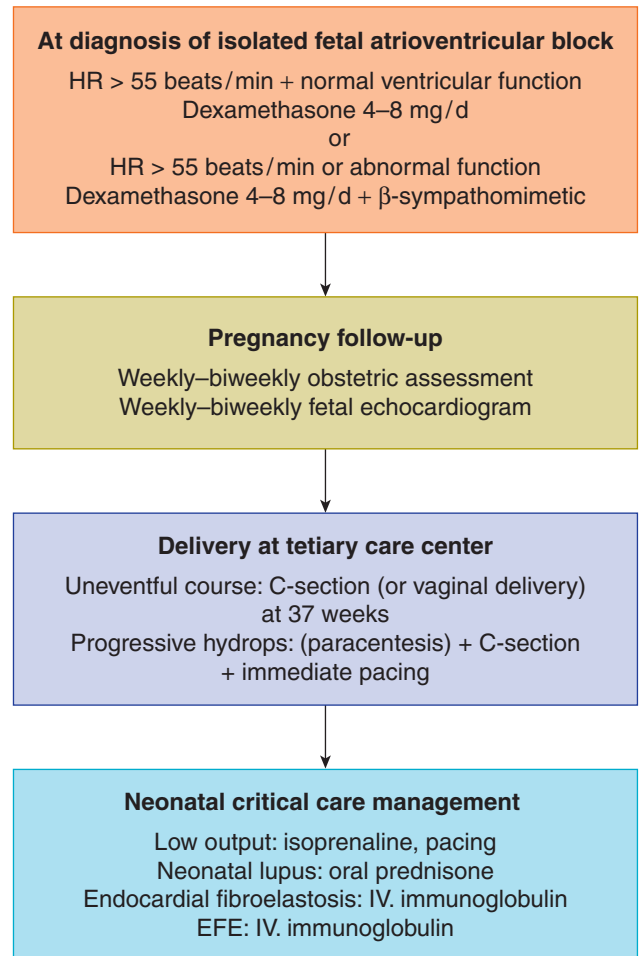 At diagnosis of isolated fetal atrioventricular block
HR > 55 beats/min + normal ventricular function
Dexamethasone 4–8 mg/d
or
HR > 55 beats/min or abnormal function
Dexamethasone 4–8 mg/d + β-sympathomimetic
Pregnancy follow-up
Weekly–biweekly obstetric assessment
Weekly–biweekly fetal echocardiogram
Delivery at tetiary care center
Uneventful course: C-section (or vaginal delivery)
at 37 weeks
Progressive hydrops: (paracentesis) + C-section
+ immediate pacing
Neonatal critical care management
Low output: isoprenaline, pacing
Neonatal lupus: oral prednisone
Endocardial fibroelastosis: IV. immunoglobulin
EFE: IV. immunoglobulin